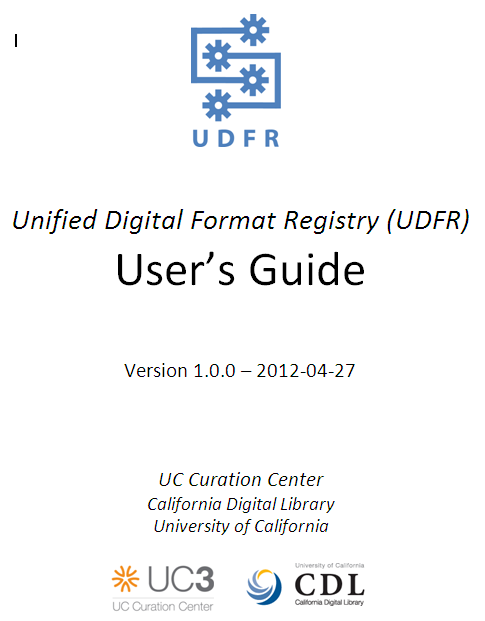 UDFR
Unified Digital Format Registry (UDFR)
User’s Guide
Version 1.0.0 – 2012-04-27
UC Curation Center
California Digital Library
University of California
UC3
UC Curation Center
University of California
CDL
California Digital Library